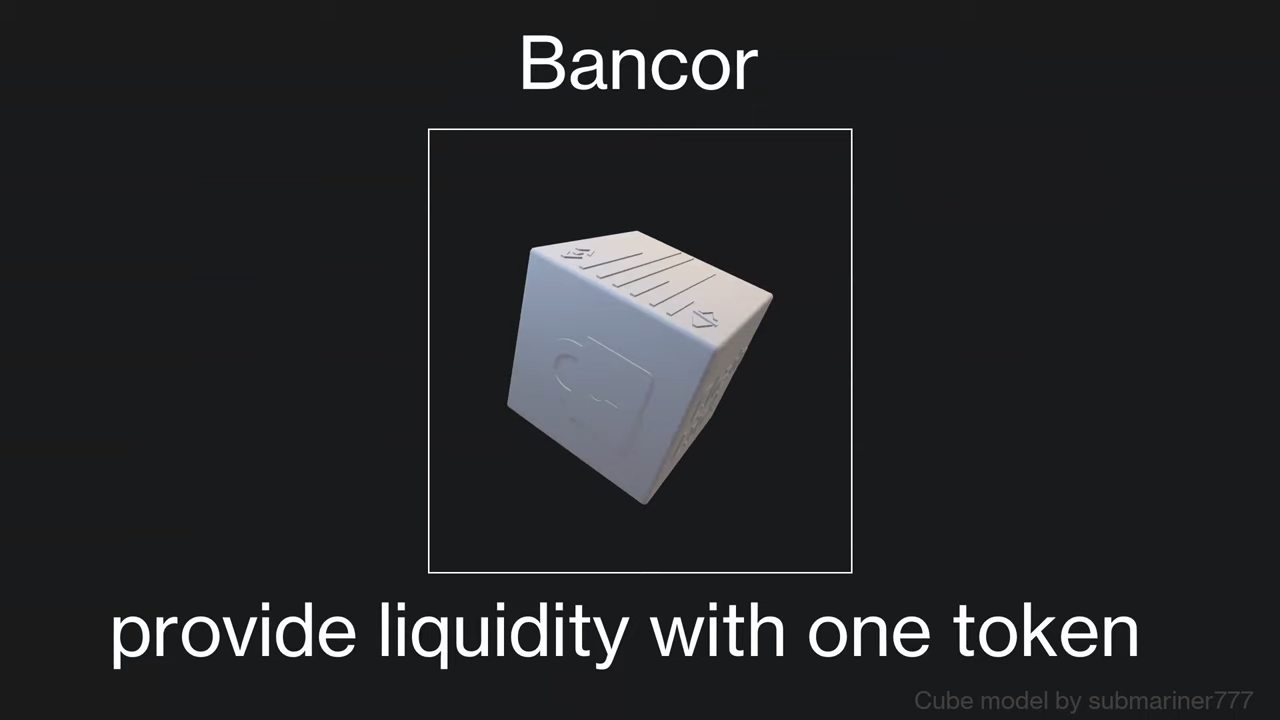 Bancor
provide liquidity with one token
Cube model by submariner777